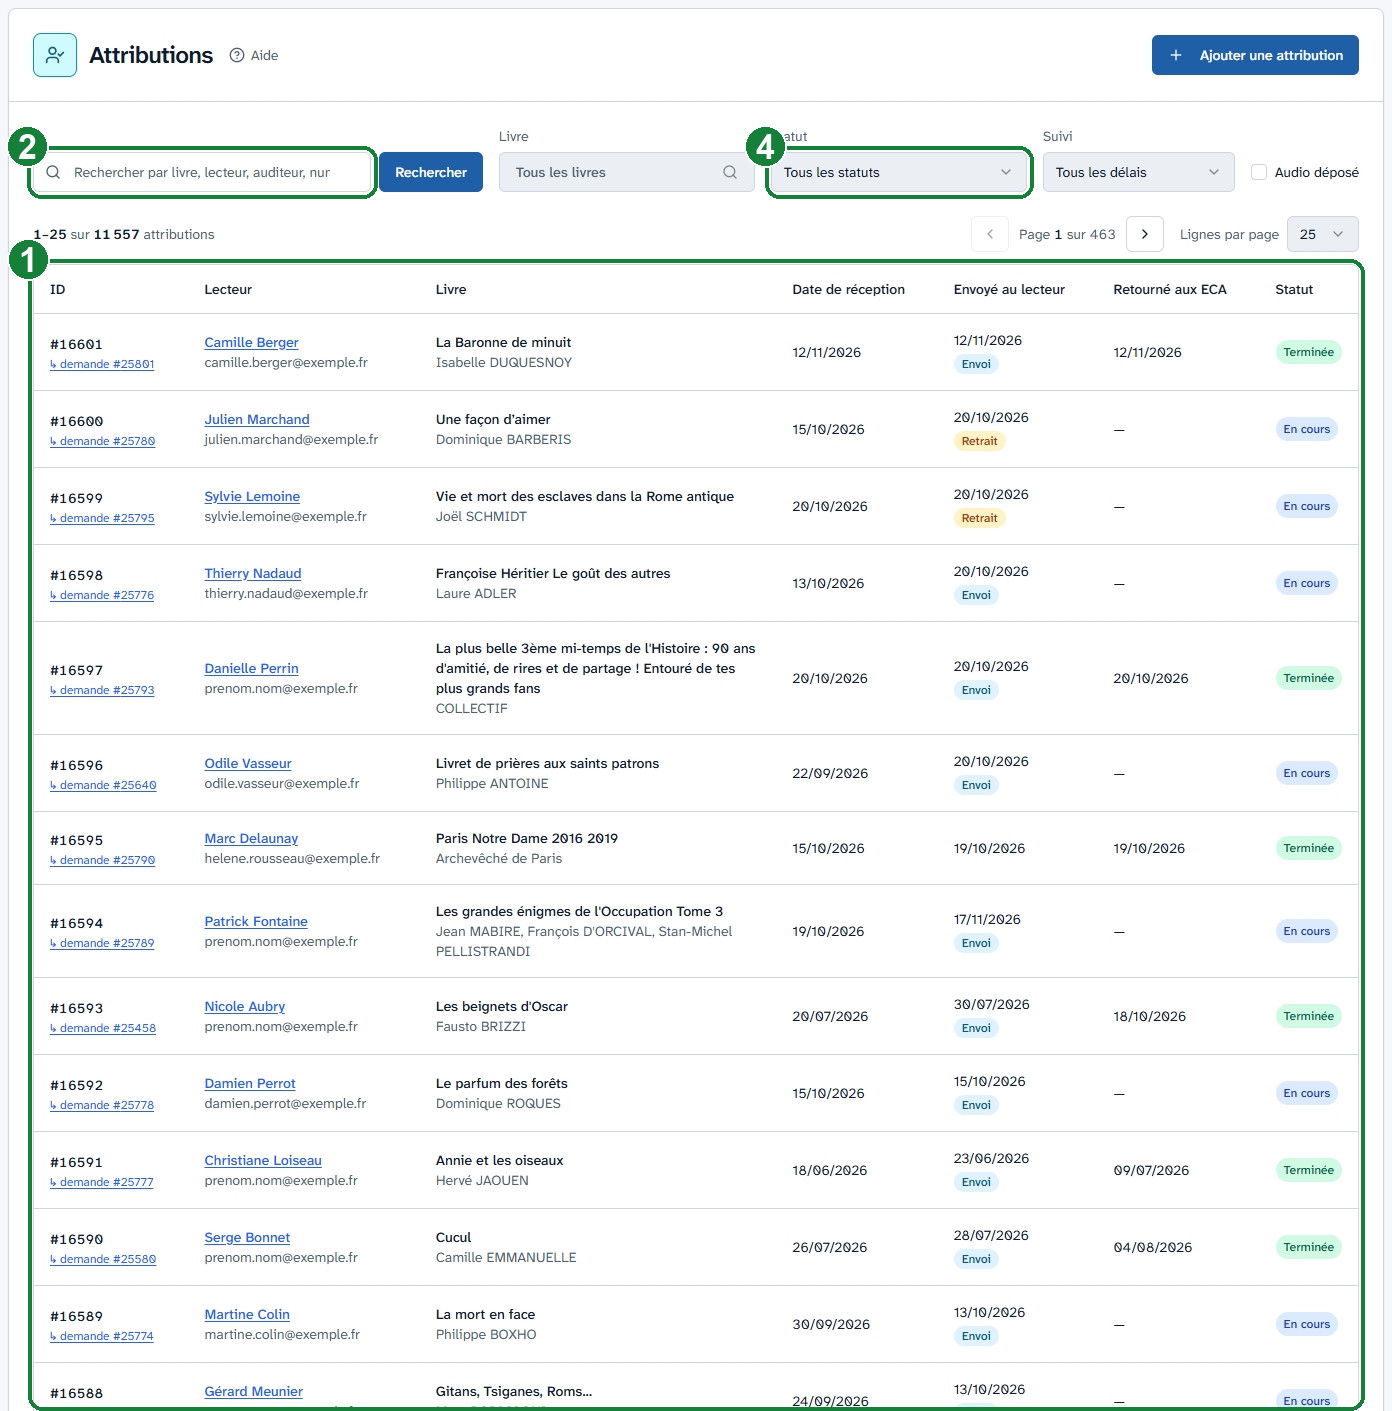 Attributions
Aide
+ Ajouter une attribution
2
Livre
4
atut
Suivi
Rechercher par livre, lecteur, auditeur, nur
Rechercher
Tous les livres
Tous les statuts
Tous les délais
Audio déposé
1–25 sur 11 557 attributions
Page 1 sur 463
Lignes par page
25
1
ID Lecteur Livre Date de réception Envoyé au lecteur Retourné aux ECA Statut
#16601
↳ demande #25801
Camille Berger
camille.berger@exemple.fr
La Baronne de minuit
Isabelle DUQUESNOY
12/11/2026
12/11/2026
Envoi
12/11/2026
Terminée
#16600
↳ demande #25780
Julien Marchand
julien.marchand@exemple.fr
Une façon d'aimer
Dominique BARBERIS
15/10/2026
20/10/2026
Retrait
—
En cours
#16599
↳ demande #25795
Sylvie Lemoine
sylvie.lemoine@exemple.fr
Vie et mort des esclaves dans la Rome antique
Joël SCHMIDT
20/10/2026
20/10/2026
Retrait
—
En cours
#16598
↳ demande #25776
Thierry Nadaud
thierry.nadaud@exemple.fr
Françoise Héritier Le goût des autres
Laure ADLER
13/10/2026
20/10/2026
Envoi
—
En cours
#16597
↳ demande #25793
Danielle Perrin
prenom.nom@exemple.fr
La plus belle 3ème mi-temps de l'Histoire : 90 ans
d'amitié, de rires et de partage ! Entouré de tes
plus grands fans
COLLECTIF
20/10/2026
20/10/2026
Envoi
20/10/2026
Terminée
#16596
↳ demande #25640
Odile Vasseur
odile.vasseur@exemple.fr
Livret de prières aux saints patrons
Philippe ANTOINE
22/09/2026
20/10/2026
Envoi
—
En cours
#16595
↳ demande #25790
Marc Delaunay
helene.rousseau@exemple.fr
Paris Notre Dame 2016 2019
Archevêché de Paris
15/10/2026
19/10/2026
19/10/2026
Terminée
#16594
↳ demande #25789
Patrick Fontaine
prenom.nom@exemple.fr
Les grandes énigmes de l'Occupation Tome 3
Jean MABIRE, François D'ORCIVAL, Stan-Michel
PELLISTRANDI
19/10/2026
17/11/2026
Envoi
—
En cours
#16593
↳ demande #25458
Nicole Aubry
prenom.nom@exemple.fr
Les beignets d'Oscar
Fausto BRIZZI
20/07/2026
30/07/2026
Envoi
18/10/2026
Terminée
#16592
↳ demande #25778
Damien Perrot
damien.perrot@exemple.fr
Le parfum des forêts
Dominique ROQUES
15/10/2026
15/10/2026
Envoi
—
En cours
#16591
↳ demande #25777
Christiane Loiseau
prenom.nom@exemple.fr
Annie et les oiseaux
Hervé JAOUEN
18/06/2026
23/06/2026
Envoi
09/07/2026
Terminée
#16590
↳ demande #25580
Serge Bonnet
prenom.nom@exemple.fr
Cucul
Camille EMMANUELLE
26/07/2026
28/07/2026
Envoi
04/08/2026
Terminée
#16589
↳ demande #25774
Martine Colin
martine.colin@exemple.fr
La mort en face
Philippe BOXHO
30/09/2026
13/10/2026
Envoi
—
En cours
#16588
Gérard Meunier
Gitans, Tsiganes, Roms...
24/09/2026
13/10/2026
—
En cours